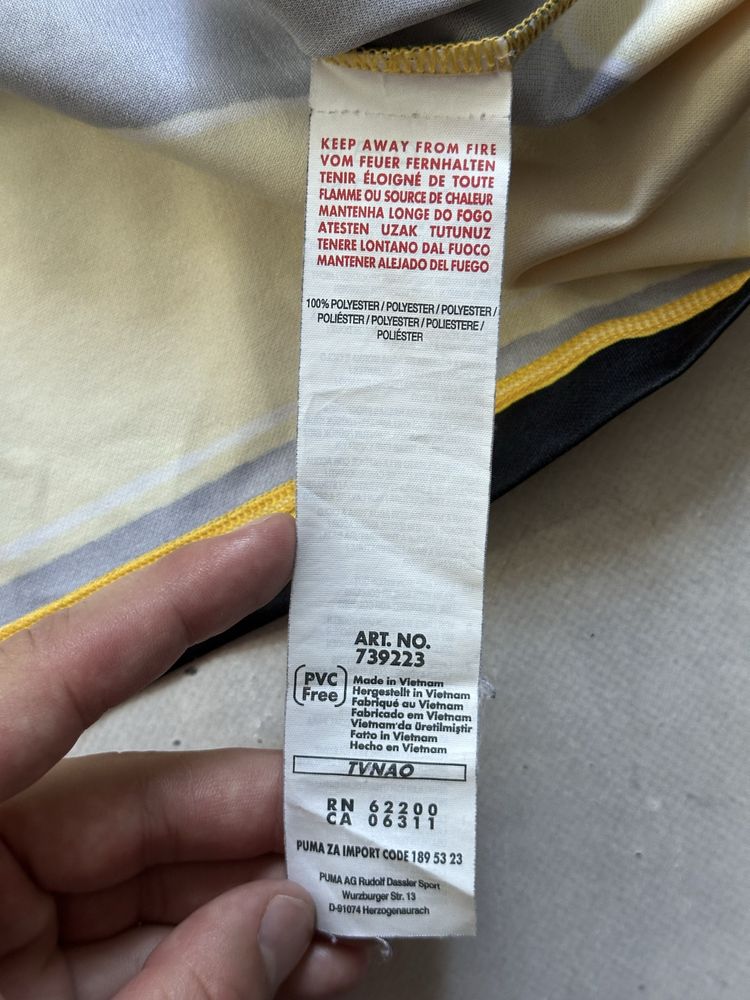 KEEP AWAY FROM FIRE
VOM FEUER FERNHALTEN
TENIR ÉLOIGNÉ DE TOUTE
FLAMME OU SOURCE DE CHALEUR
MANTENHA LONGE DO FOGO
ATESTEN UZAK TUTUNUZ
TENERE LONTANO DAL FUOCO
MANTENER ALEJADO DEL FUEGO
100% POLYESTER / POLYESTER / POLYESTER /
POLIÉSTER / POLYESTER / POLIESTERE /
POLIÉSTER
ART. NO.
739223
PVC
Free
Made in Vietnam
Hergestellt in Vietnam
Fabriqué au Vietnam
Fabricado em Vietnam
Vietnam'da üretilmiştir
Fatto in Vietnam
Hecho en Vietnam
TVNAO
RN 62200
CA 06311
PUMA ZA IMPORT CODE 189 53 23
PUMA AG Rudolf Dassler Sport
Wurzburger Str. 13
D-91074 Herzogenaurach